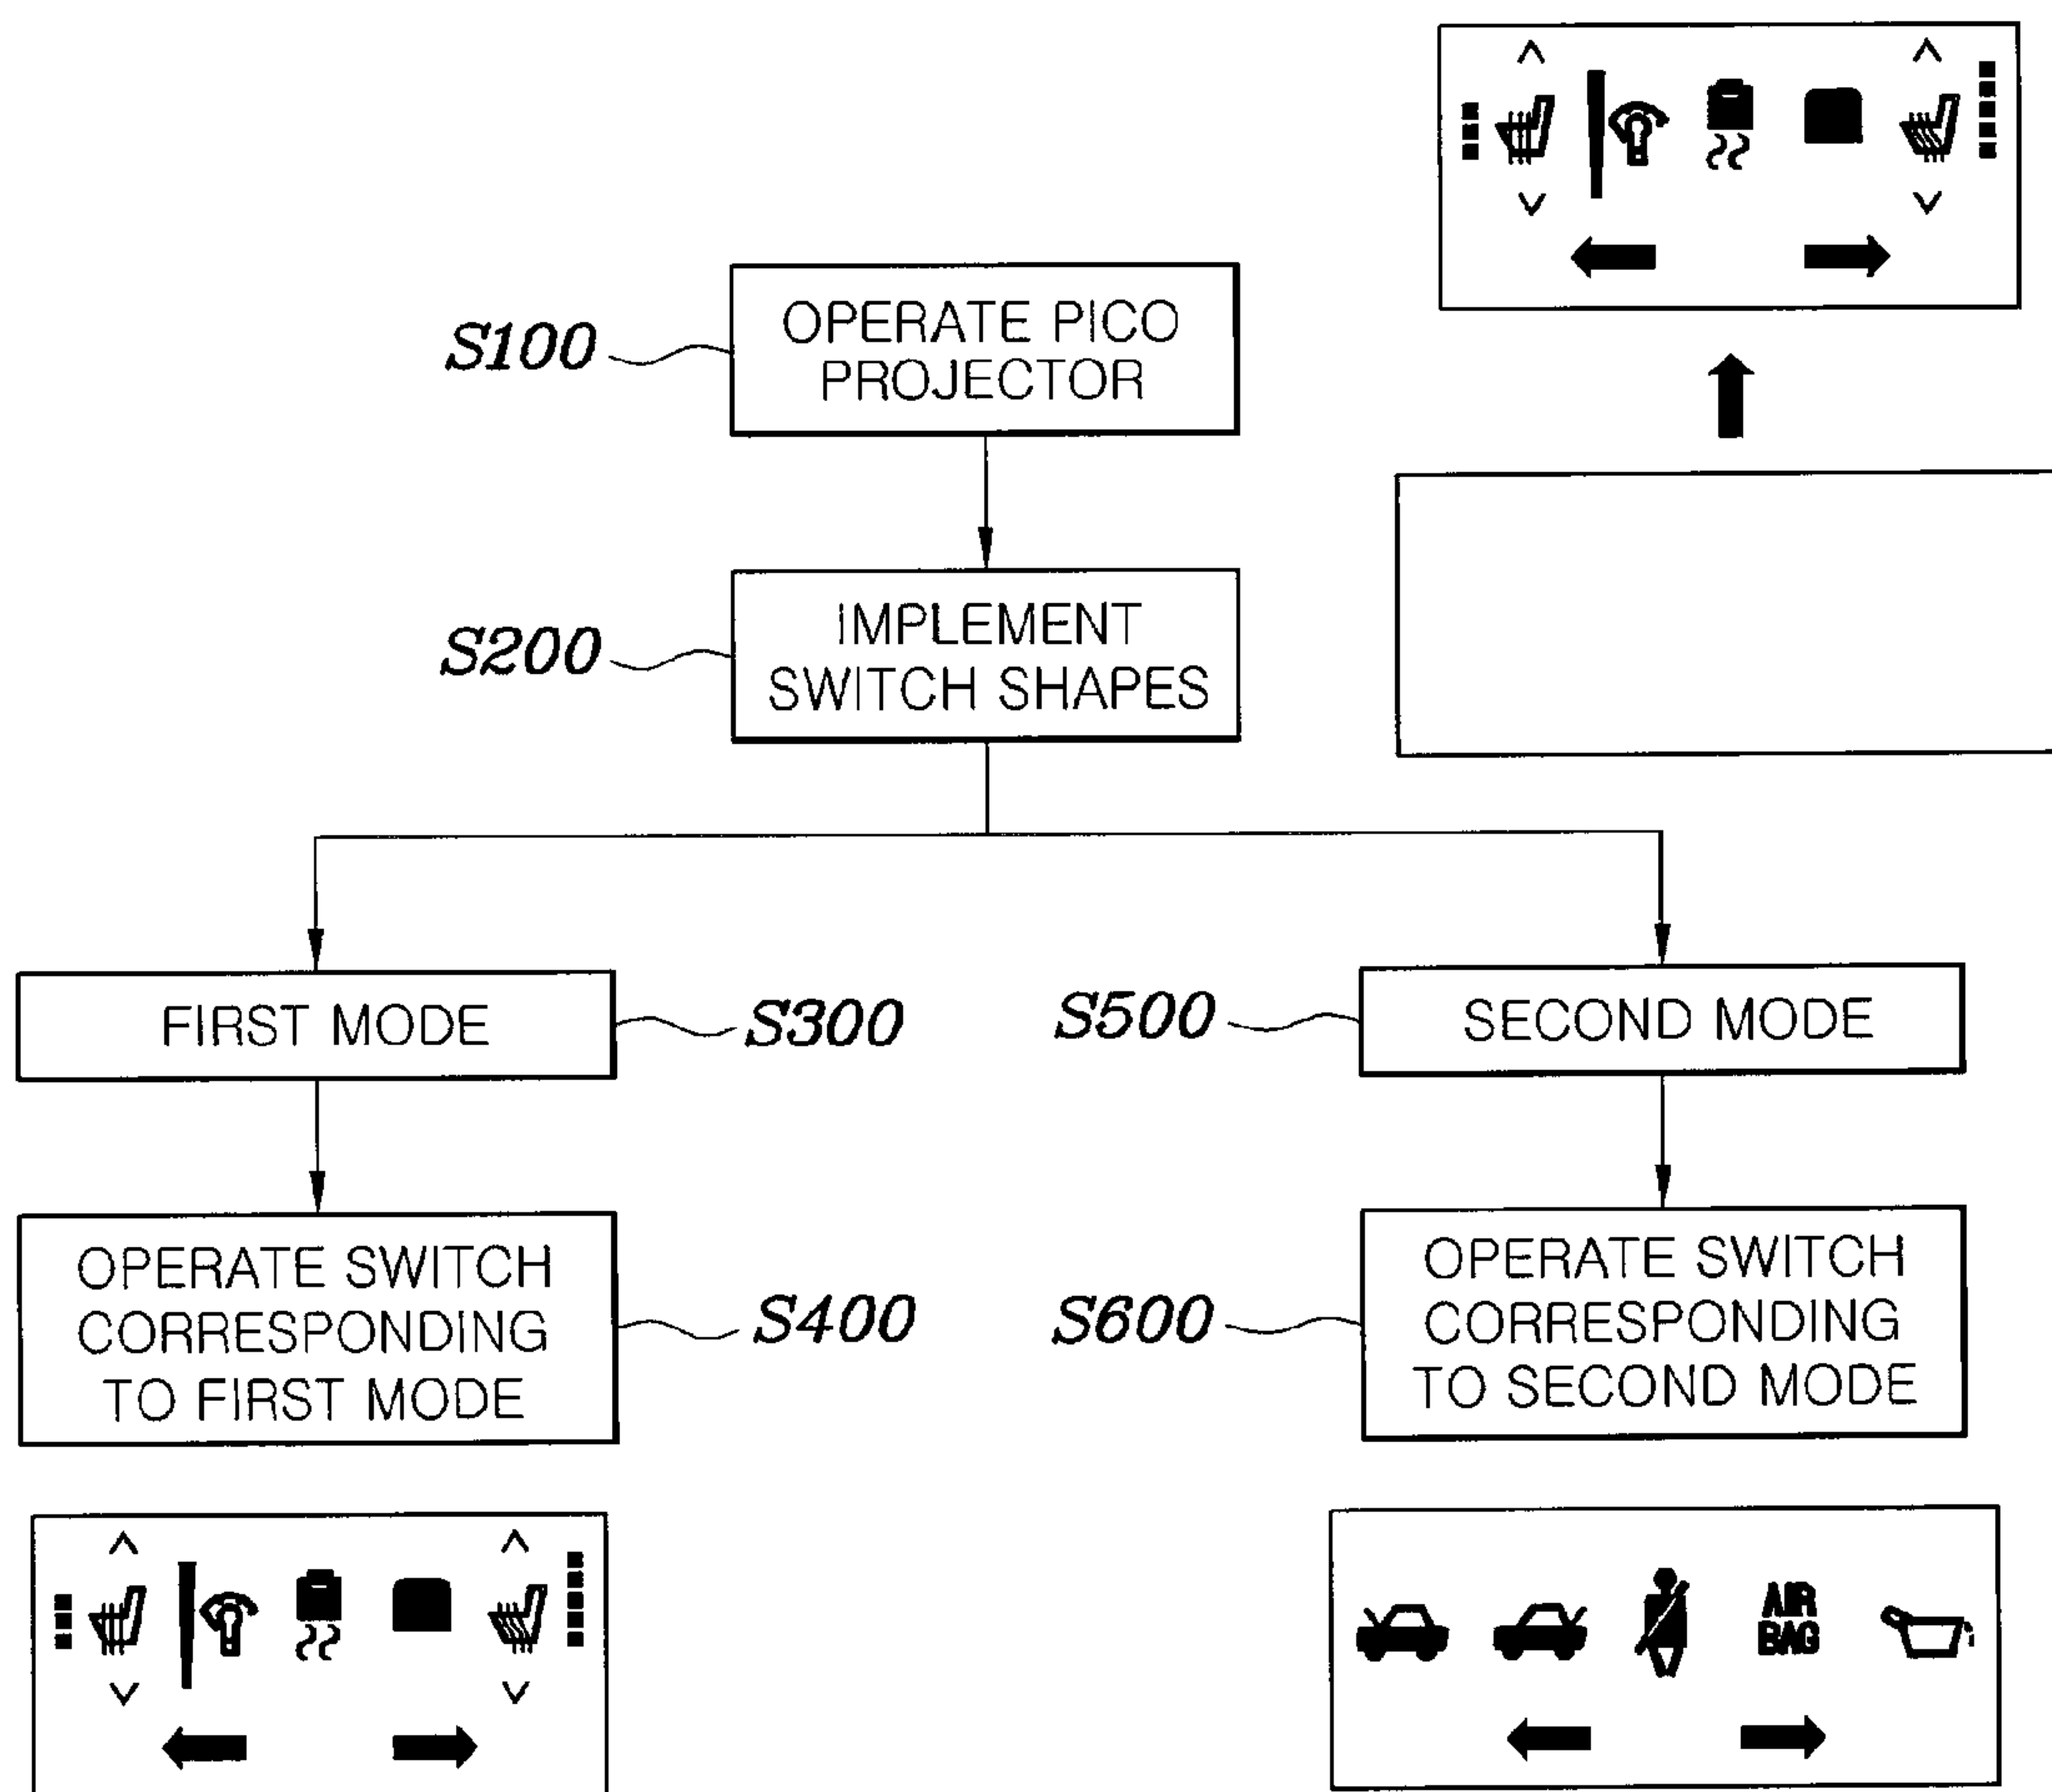 S100
OPERATE PICO
PROJECTOR
S200
IMPLEMENT
SWITCH SHAPES
FIRST MODE
S300
S500
SECOND MODE
OPERATE SWITCH
CORRESPONDING
TO FIRST MODE
S400
S600
OPERATE SWITCH
CORRESPONDING
TO SECOND MODE
AIR
BAG